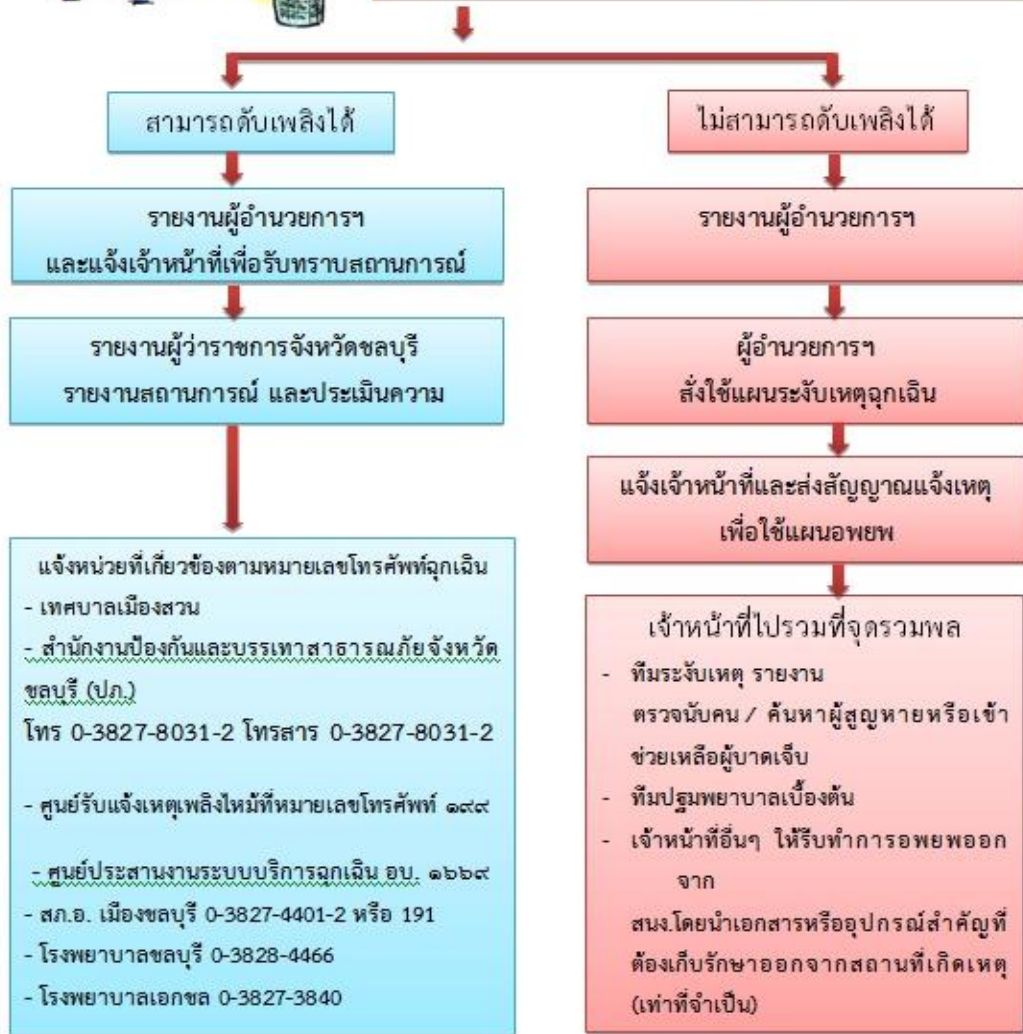 สามารถดับเพลิงได้
รายงานผู้อำนวยการฯ
และแจ้งเจ้าหน้าที่เพื่อรับทราบสถานการณ์
รายงานผู้ว่าราชการจังหวัดชลบุรี
รายงานสถานการณ์ และประเมินความ
แจ้งหน่วยที่เกี่ยวข้องตามหมายเลขโทรศัพท์ฉุกเฉิน
- เทศบาลเมืองสวน
- สำนักงานป้องกันและบรรเทาสาธารณภัยจังหวัด
ชลบุรี (ปภ.)
โทร 0-3827-8031-2 โทรสาร 0-3827-8031-2
- ศูนย์รับแจ้งเหตุเพลิงไหม้ที่หมายเลขโทรศัพท์ ๑๙๙
- ศูนย์ประสานงานระบบบริการฉุกเฉิน อบ. ๑๖๖๙
- สภ.อ. เมืองชลบุรี 0-3827-4401-2 หรือ 191
- โรงพยาบาลชลบุรี 0-3828-4466
- โรงพยาบาลเอกชล 0-3827-3840
ไม่สามารถดับเพลิงได้
รายงานผู้อำนวยการฯ
ผู้อำนวยการฯ
สั่งใช้แผนระงับเหตุฉุกเฉิน
แจ้งเจ้าหน้าที่และส่งสัญญาณแจ้งเหตุ
เพื่อใช้แผนอพยพ
เจ้าหน้าที่ไปรวมที่จุดรวมพล
- ทีมระงับเหตุ รายงาน
ตรวจนับคน / ค้นหาผู้สูญหายหรือเข้า
ช่วยเหลือผู้บาดเจ็บ
- ทีมปฐมพยาบาลเบื้องต้น
- เจ้าหน้าที่อื่นๆ ให้รีบทำการอพยพออก
จาก
สนง.โดยนำเอกสารหรืออุปกรณ์สำคัญที่
ต้องเก็บรักษาออกจากสถานที่เกิดเหตุ
(เท่าที่จำเป็น)